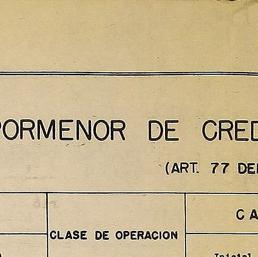 PORMENOR DE CRED
(ART. 77 DE
CA
CLASE DE OPERACION
Inicial